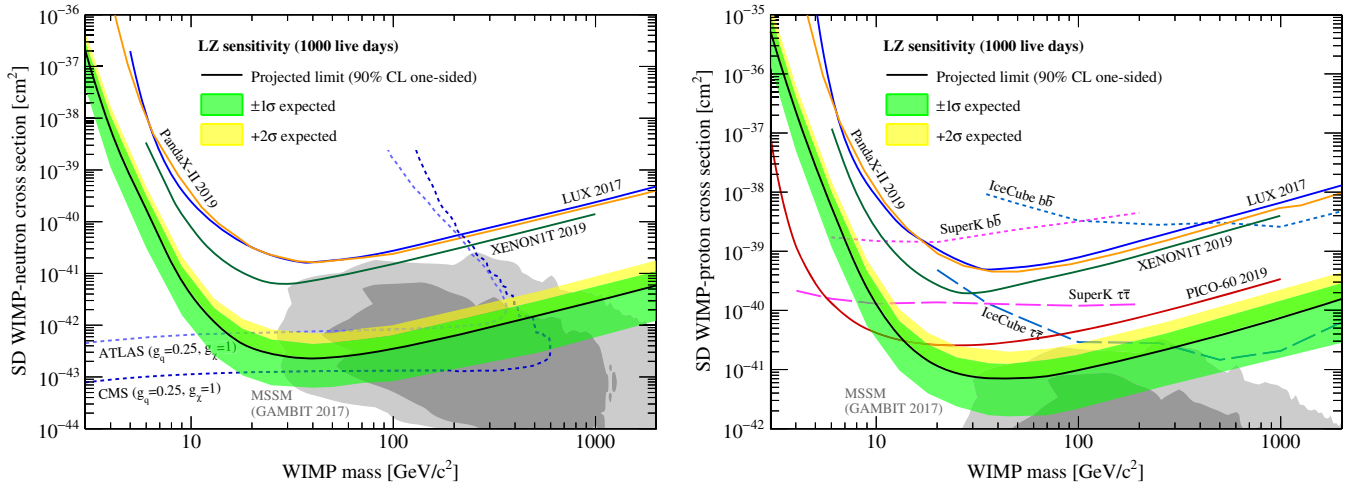 10⁻³⁶
10⁻³⁷
10⁻³⁸
10⁻³⁹
10⁻⁴⁰
10⁻⁴¹
10⁻⁴²
10⁻⁴³
10⁻⁴⁴
SD WIMP-neutron cross section [cm²]
LZ sensitivity (1000 live days)
Projected limit (90% CL one-sided)
±1σ expected
+2σ expected
PandaX-II 2019
LUX 2017
XENON1T 2019
ATLAS (g_q=0.25, g_χ=1)
CMS (g_q=0.25, g_χ=1)
MSSM
(GAMBIT 2017)
10
100
1000
WIMP mass [GeV/c²]
10⁻³⁵
10⁻³⁶
10⁻³⁷
10⁻³⁸
10⁻³⁹
10⁻⁴⁰
10⁻⁴¹
10⁻⁴²
SD WIMP-proton cross section [cm²]
LZ sensitivity (1000 live days)
Projected limit (90% CL one-sided)
±1σ expected
+2σ expected
PandaX-II 2019
IceCube bb̄
LUX 2017
SuperK bb̄
XENON1T 2019
PICO-60 2019
SuperK ττ̄
IceCube ττ̄
MSSM
(GAMBIT 2017)
10
100
1000
WIMP mass [GeV/c²]